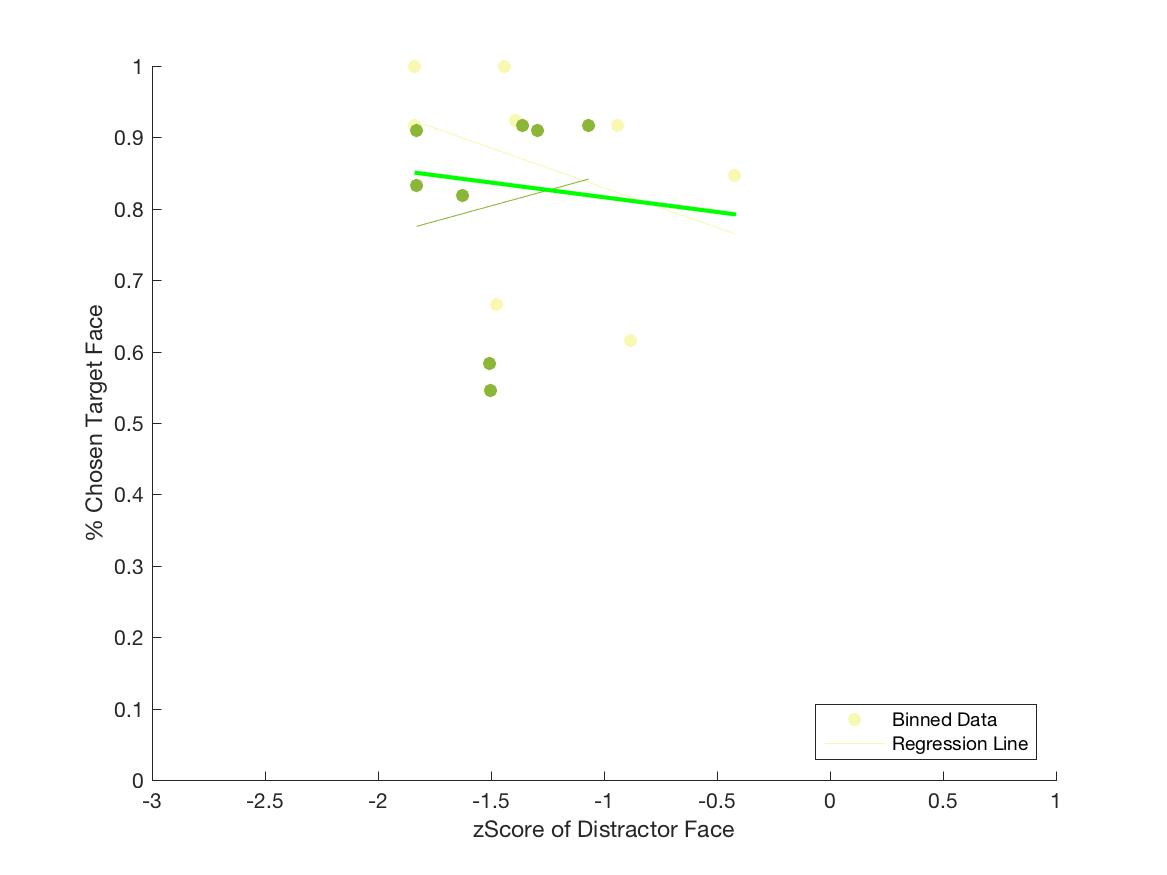 1
0.9
0.8
0.7
0.6
0.5
0.4
0.3
0.2
0.1
0
% Chosen Target Face
Binned Data
Regression Line
-3 -2.5 -2 -1.5 -1 -0.5 0 0.5 1
zScore of Distractor Face